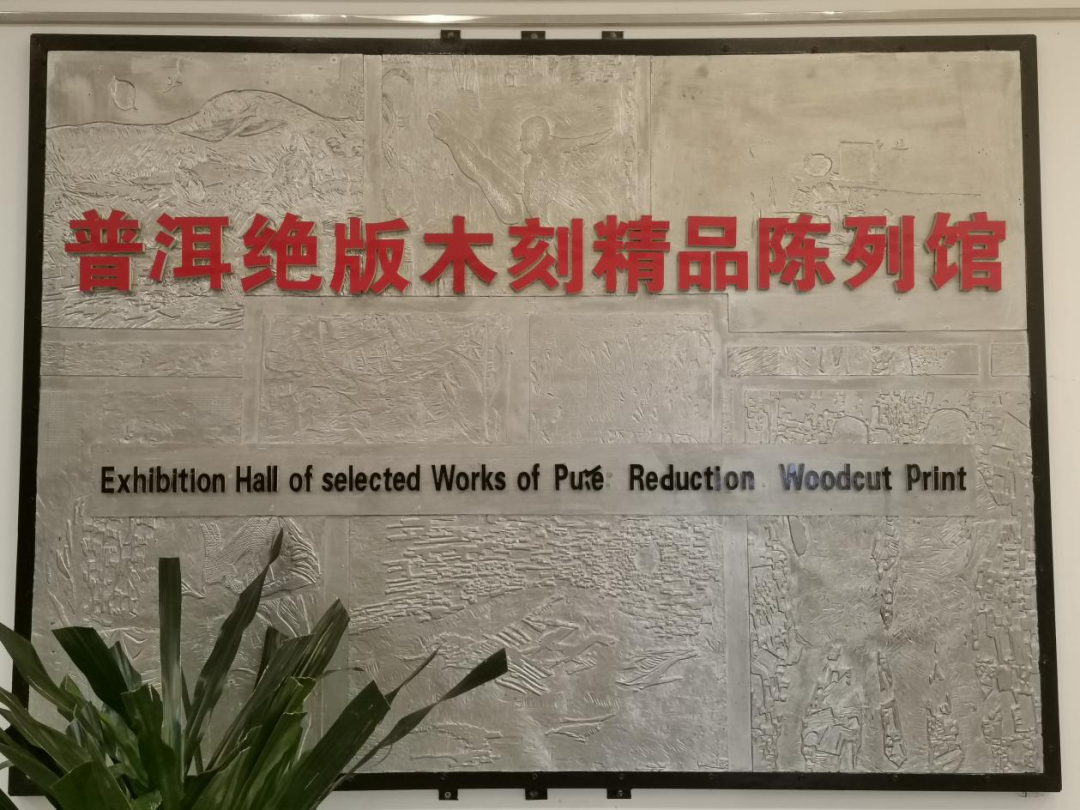 普洱绝版木刻精品陈列馆
Exhibition Hall of selected Works of Reduction Woodcut Print